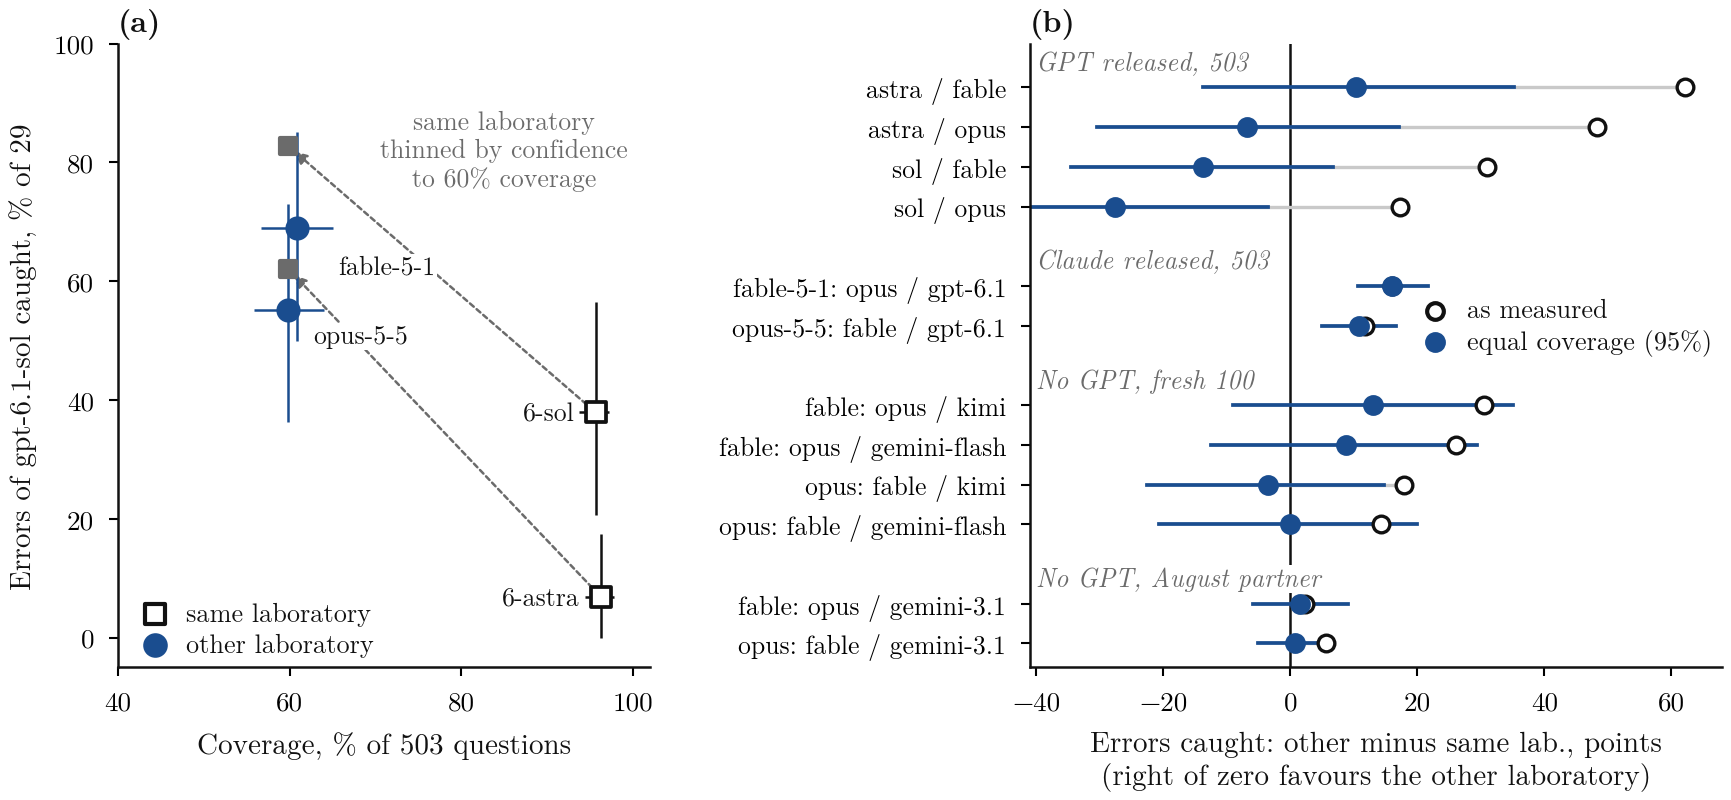 (a)
100
80
60
40
20
0
Errors of gpt-6.1-sol caught, % of 29
same laboratory
thinned by confidence
to 60% coverage
fable-5-1
opus-5-5
6-sol
6-astra
same laboratory
other laboratory
40
60
80
100
Coverage, % of 503 questions
(b)
GPT released, 503
astra / fable
astra / opus
sol / fable
sol / opus
Claude released, 503
fable-5-1: opus / gpt-6.1
opus-5-5: fable / gpt-6.1
as measured
equal coverage (95%)
No GPT, fresh 100
fable: opus / kimi
fable: opus / gemini-flash
opus: fable / kimi
opus: fable / gemini-flash
No GPT, August partner
fable: opus / gemini-3.1
opus: fable / gemini-3.1
−40
−20
0
20
40
60
Errors caught: other minus same lab., points
(right of zero favours the other laboratory)